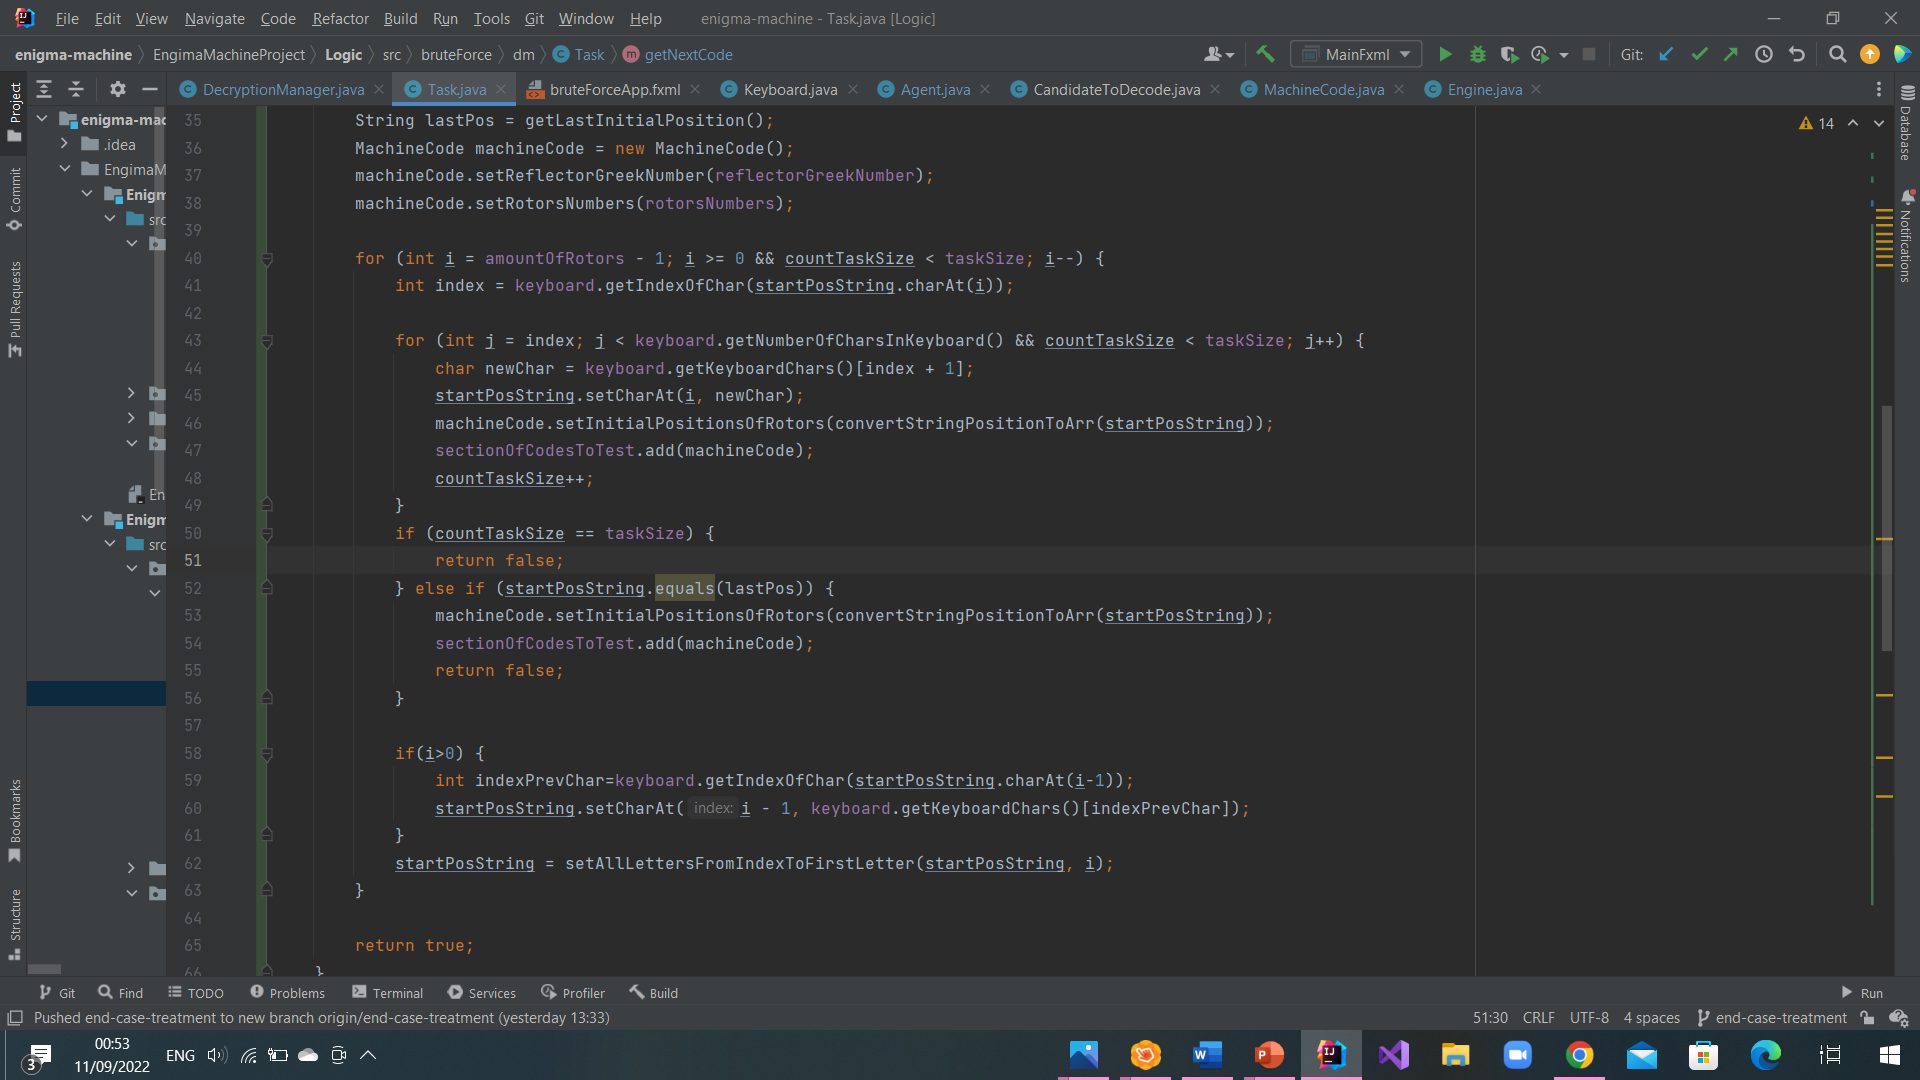 File Edit View Navigate Code Refactor Build Run Tools Git Window Help enigma-machine - Task.java [Logic]
enigma-machine EngimaMachineProject Logic src bruteForce dm Task getNextCode MainFxml Git:
DecryptionManager.java Task.java bruteForceApp.fxml Keyboard.java Agent.java CandidateToDecode.java MachineCode.java Engine.java
Project
Commit
Pull Requests
Bookmarks
Structure
enigma-mac
.idea
EngimaM
Enigm
src
En
Enigm
src
14
35 String lastPos = getLastInitialPosition();
36 MachineCode machineCode = new MachineCode();
37 machineCode.setReflectorGreekNumber(reflectorGreekNumber);
38 machineCode.setRotorsNumbers(rotorsNumbers);
39
40 for (int i = amountOfRotors - 1; i >= 0 && countTaskSize < taskSize; i--) {
41 int index = keyboard.getIndexOfChar(startPosString.charAt(i));
42
43 for (int j = index; j < keyboard.getNumberOfCharsInKeyboard() && countTaskSize < taskSize; j++) {
44 char newChar = keyboard.getKeyboardChars()[index + 1];
45 startPosString.setCharAt(i, newChar);
46 machineCode.setInitialPositionsOfRotors(convertStringPositionToArr(startPosString));
47 sectionOfCodesToTest.add(machineCode);
48 countTaskSize++;
49 }
50 if (countTaskSize == taskSize) {
51 return false;
52 } else if (startPosString.equals(lastPos)) {
53 machineCode.setInitialPositionsOfRotors(convertStringPositionToArr(startPosString));
54 sectionOfCodesToTest.add(machineCode);
55 return false;
56 }
57
58 if(i>0) {
59 int indexPrevChar=keyboard.getIndexOfChar(startPosString.charAt(i-1));
60 startPosString.setCharAt( index: i - 1, keyboard.getKeyboardChars()[indexPrevChar]);
61 }
62 startPosString = setAllLettersFromIndexToFirstLetter(startPosString, i);
63 }
64
65 return true;
66 }
Database
Notifications
Git Find TODO Problems Terminal Services Profiler Build Run
Pushed end-case-treatment to new branch origin/end-case-treatment (yesterday 13:33) 51:30 CRLF UTF-8 4 spaces end-case-treatment
3 00:53 ENG
11/09/2022